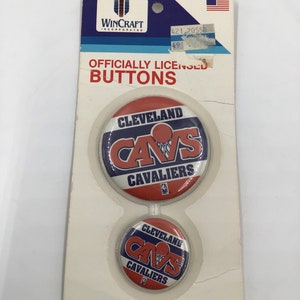 WINCRAFT
INCORPORATED
OFFICIALLY LICENSED
BUTTONS
CLEVELAND
CAVS
CAVALIERS
CLEVELAND
CAVS
CAVALIERS